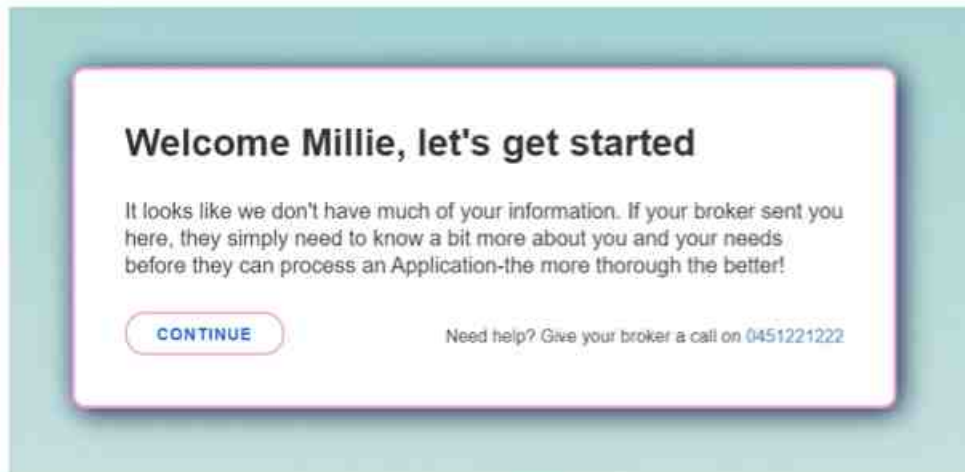 Welcome Millie, let's get started
It looks like we don't have much of your information. If your broker sent you
here, they simply need to know a bit more about you and your needs
before they can process an Application-the more thorough the better!
CONTINUE
Need help? Give your broker a call on 0451221222